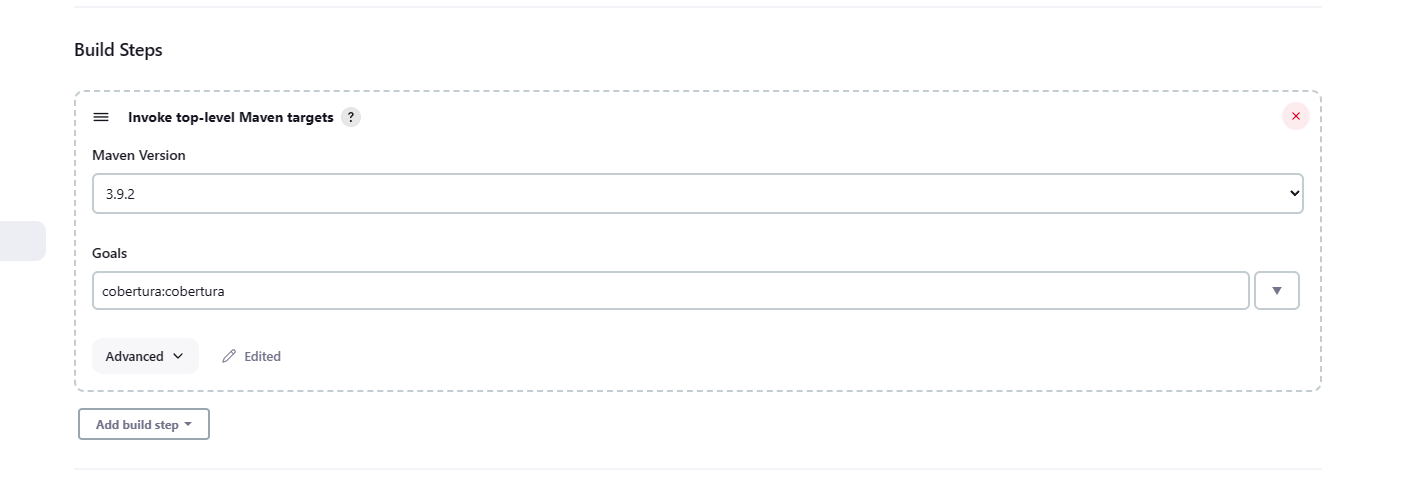 Build Steps
Invoke top-level Maven targets ?
Maven Version
3.9.2
Goals
cobertura:cobertura
Advanced Edited
Add build step